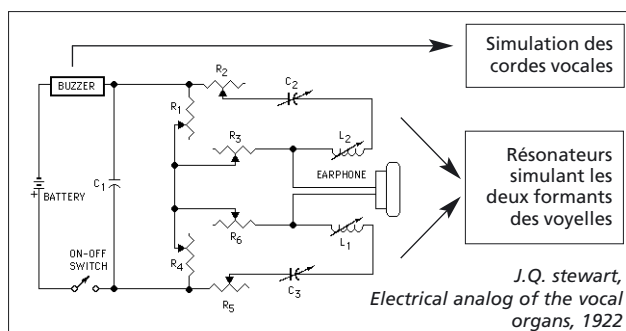 Simulation des
cordes vocales
BUZZER
R2
C2
R1
R3
L2
EARPHONE
C1
BATTERY
+
R6
L1
ON-OFF
SWITCH
R4
R5
C3
Résonateurs
simulant les
deux formants
des voyelles
J.Q. stewart,
Electrical analog of the vocal
organs, 1922